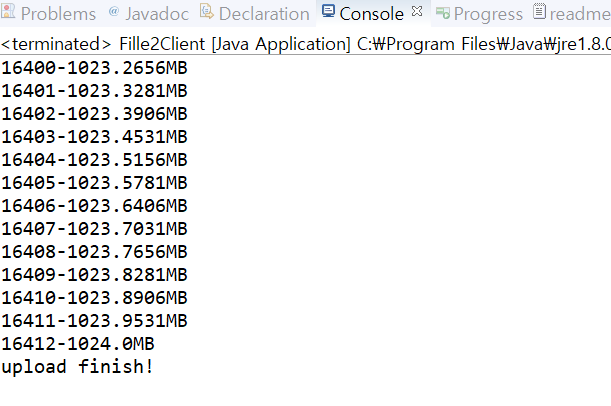 Problems @ Javadoc Declaration Console Progress readme
<terminated> Fille2Client [Java Application] C:₩Program Files₩Java₩jre1.8.0
16400-1023.2656MB
16401-1023.3281MB
16402-1023.3906MB
16403-1023.4531MB
16404-1023.5156MB
16405-1023.5781MB
16406-1023.6406MB
16407-1023.7031MB
16408-1023.7656MB
16409-1023.8281MB
16410-1023.8906MB
16411-1023.9531MB
16412-1024.0MB
upload finish!